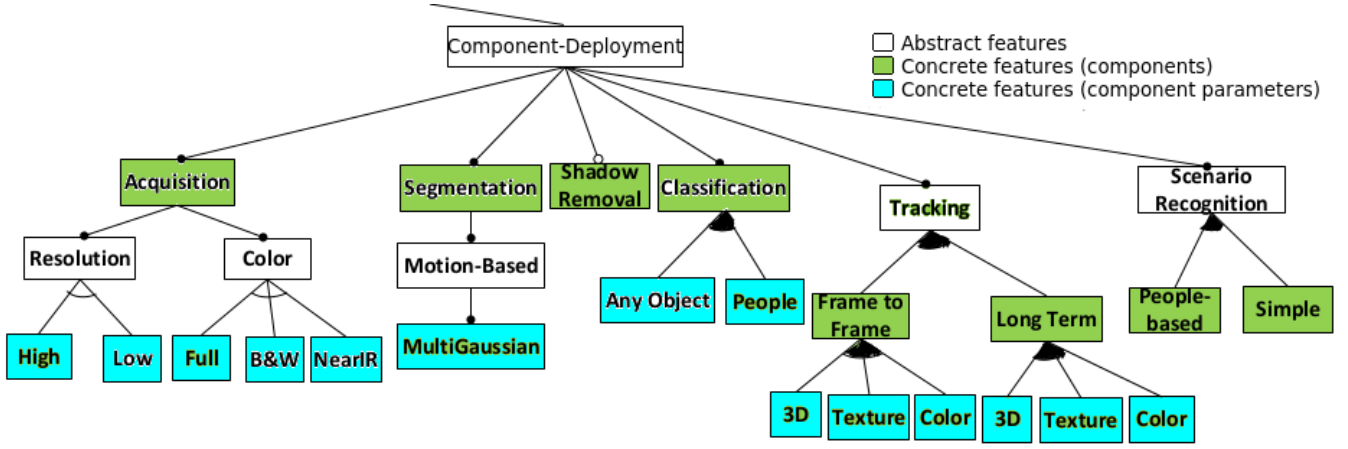 Component-Deployment
Abstract features
Concrete features (components)
Concrete features (component parameters)
Acquisition
Segmentation
Shadow
Removal
Classification
Tracking
Scenario
Recognition
Resolution
Color
Motion-Based
Any Object
People
Frame to
Frame
Long Term
People-
based
Simple
High
Low
Full
B&W
NearIR
MultiGaussian
3D
Texture
Color
3D
Texture
Color